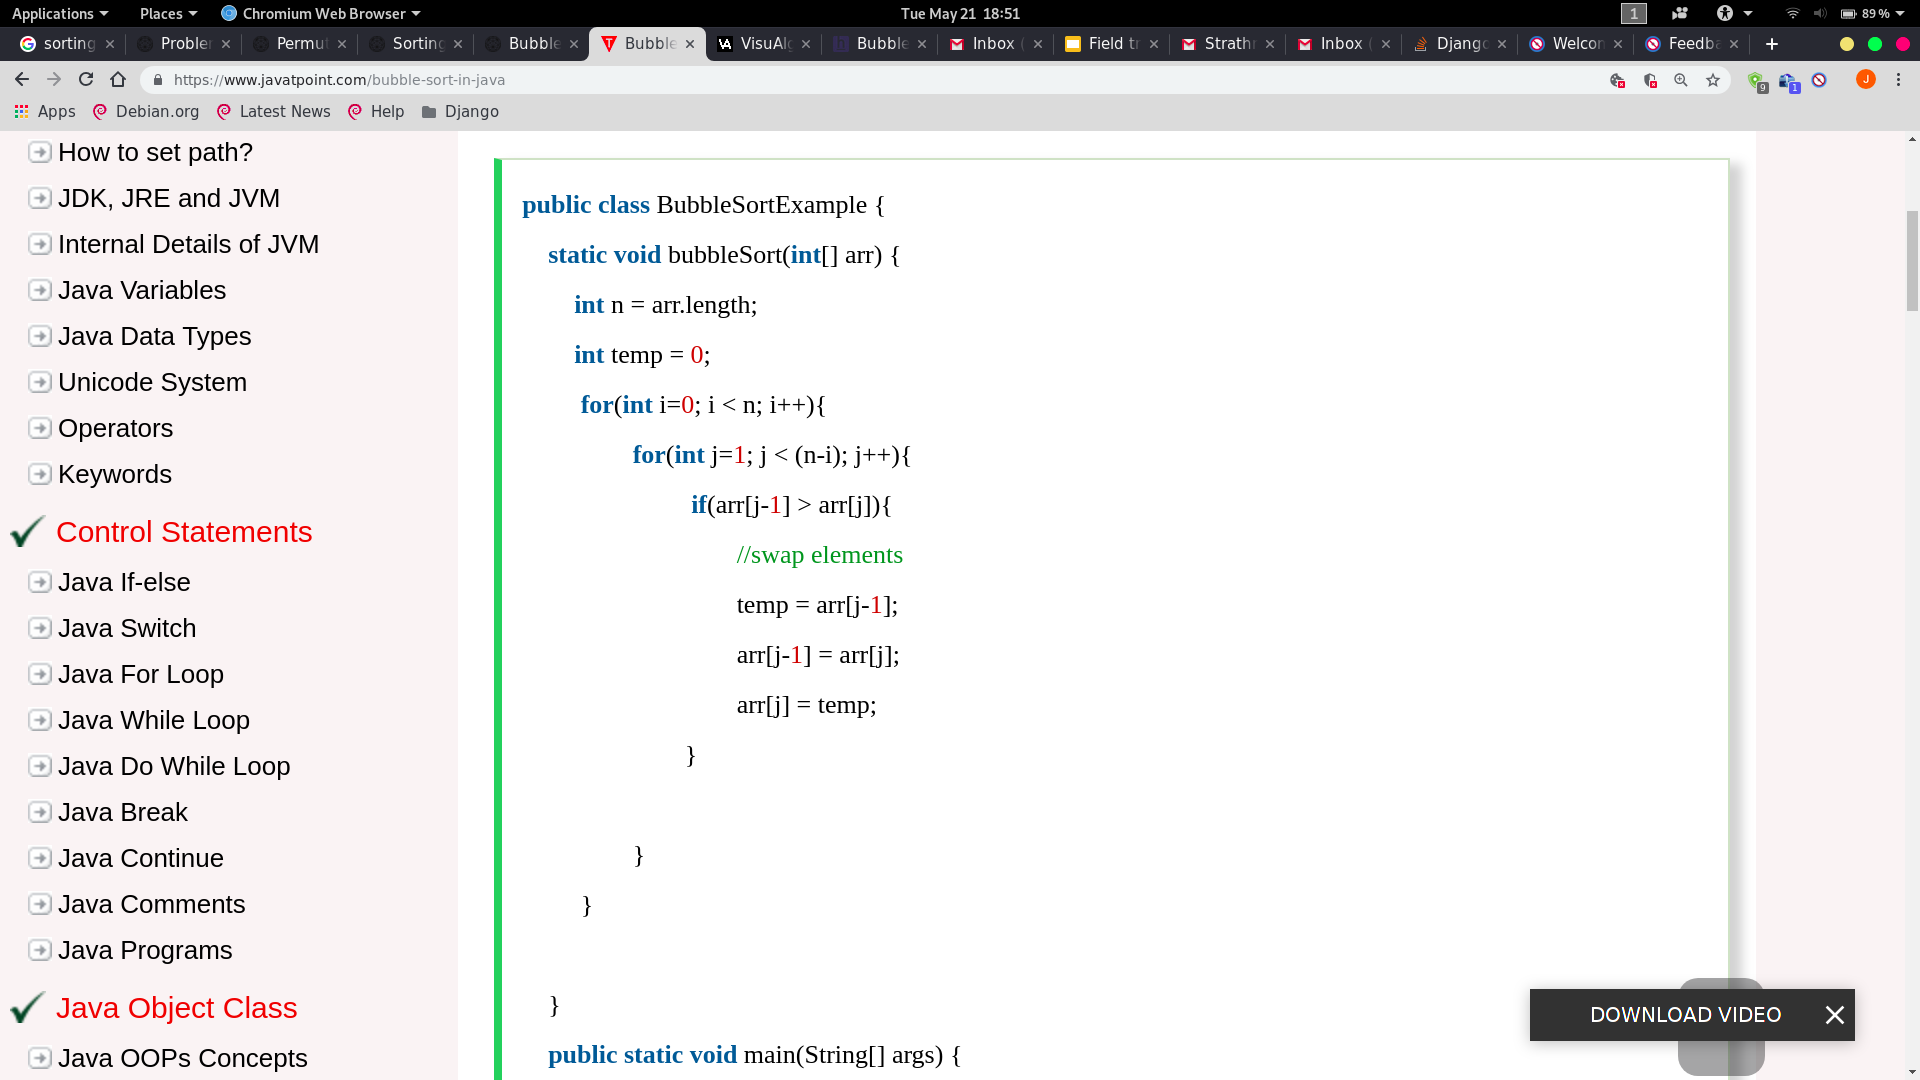 Applications Places Chromium Web Browser Tue May 21 18:51 1 89%
sorting Probler Permut Sorting Bubble Bubble VisuAlg Bubble Inbox ( Field tr Strathr Inbox ( Django Welcon Feedba
https://www.javatpoint.com/bubble-sort-in-java 9 1 J
Apps Debian.org Latest News Help Django
How to set path?
JDK, JRE and JVM
Internal Details of JVM
Java Variables
Java Data Types
Unicode System
Operators
Keywords
Control Statements
Java If-else
Java Switch
Java For Loop
Java While Loop
Java Do While Loop
Java Break
Java Continue
Java Comments
Java Programs
Java Object Class
Java OOPs Concepts
public class BubbleSortExample {
static void bubbleSort(int[] arr) {
int n = arr.length;
int temp = 0;
for(int i=0; i < n; i++){
for(int j=1; j < (n-i); j++){
if(arr[j-1] > arr[j]){
//swap elements
temp = arr[j-1];
arr[j-1] = arr[j];
arr[j] = temp;
}
}
}
}
public static void main(String[] args) {
DOWNLOAD VIDEO